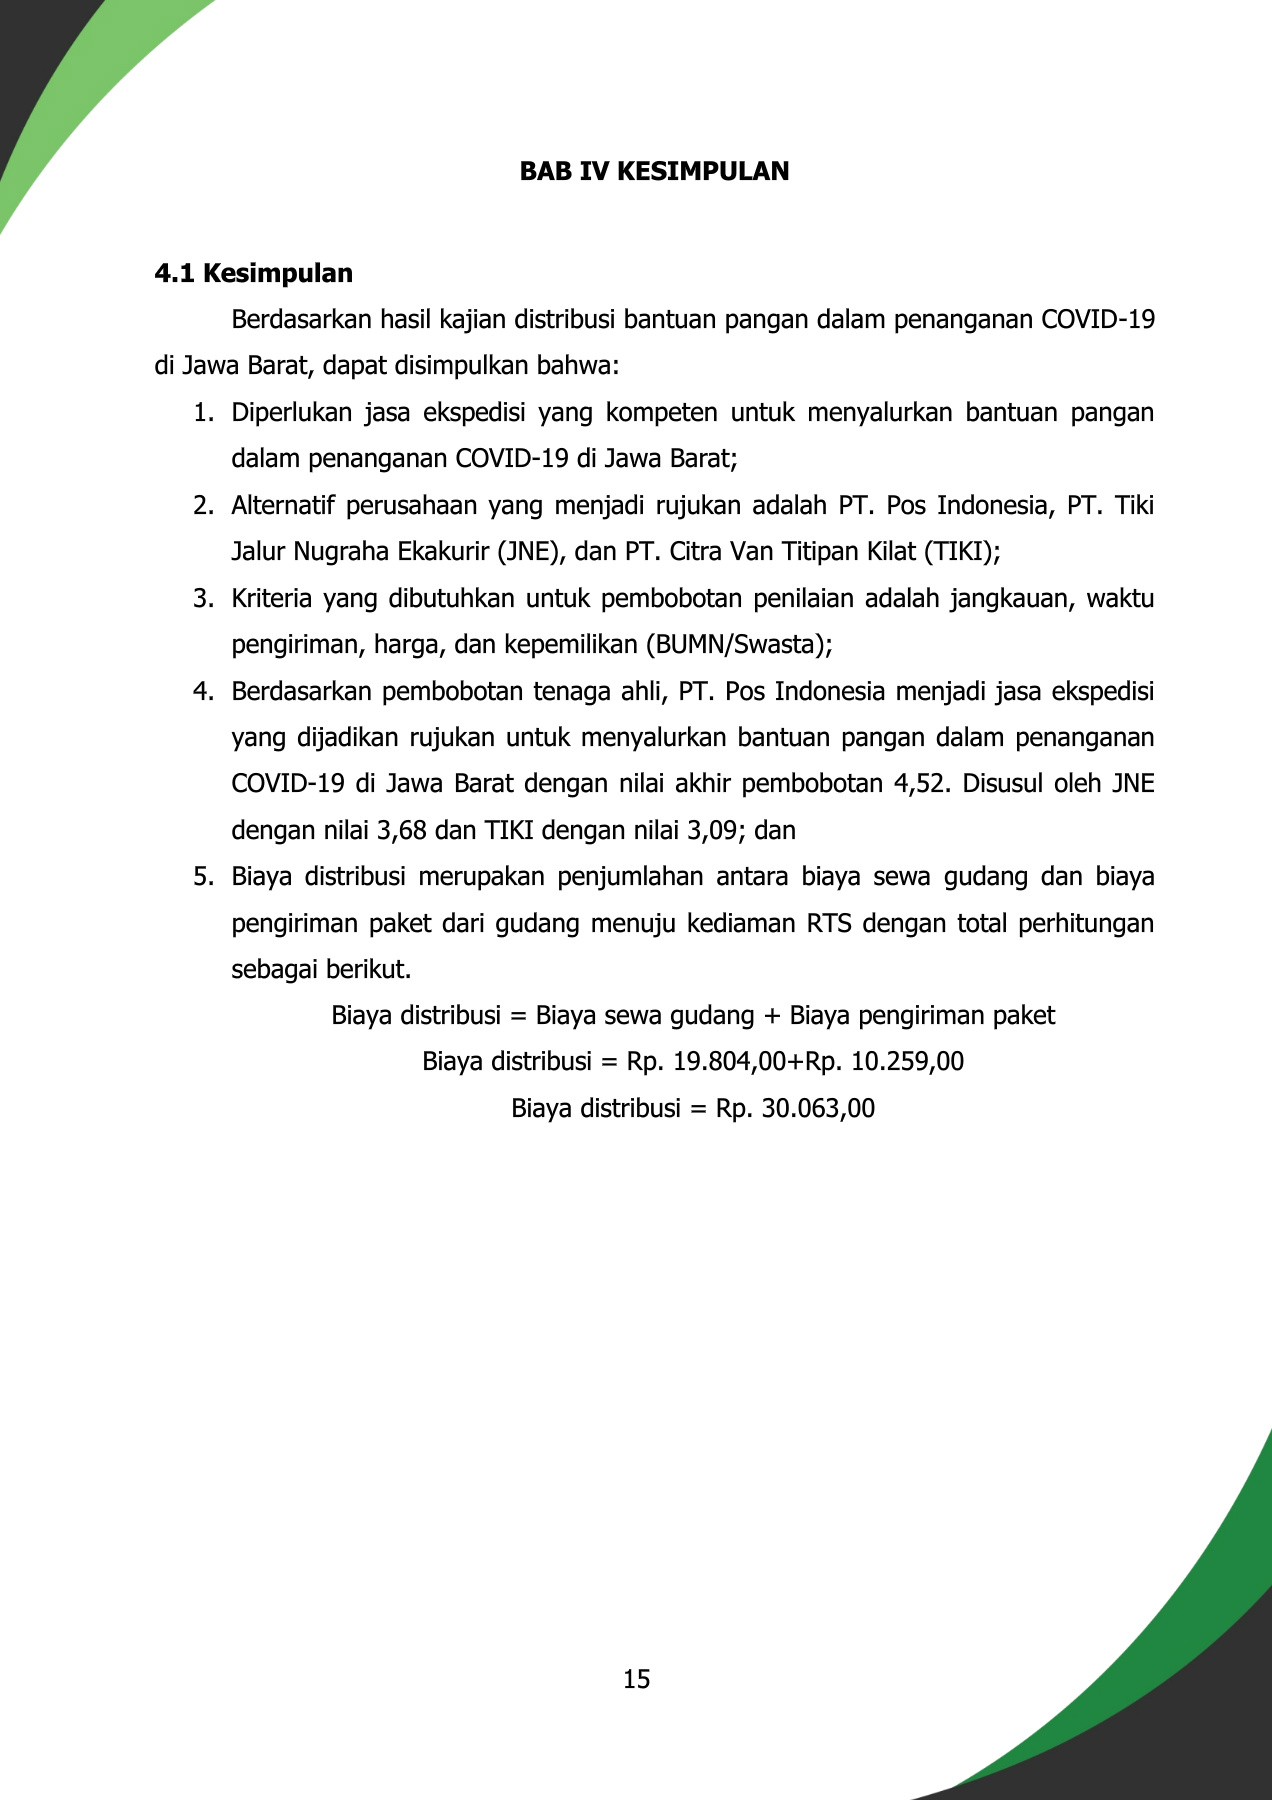 BAB IV KESIMPULAN
4.1 Kesimpulan
Berdasarkan hasil kajian distribusi bantuan pangan dalam penanganan COVID-19
di Jawa Barat, dapat disimpulkan bahwa:
1. Diperlukan jasa ekspedisi yang kompeten untuk menyalurkan bantuan pangan
dalam penanganan COVID-19 di Jawa Barat;
2. Alternatif perusahaan yang menjadi rujukan adalah PT. Pos Indonesia, PT. Tiki
Jalur Nugraha Ekakurir (JNE), dan PT. Citra Van Titipan Kilat (TIKI);
3. Kriteria yang dibutuhkan untuk pembobotan penilaian adalah jangkauan, waktu
pengiriman, harga, dan kepemilikan (BUMN/Swasta);
4. Berdasarkan pembobotan tenaga ahli, PT. Pos Indonesia menjadi jasa ekspedisi
yang dijadikan rujukan untuk menyalurkan bantuan pangan dalam penanganan
COVID-19 di Jawa Barat dengan nilai akhir pembobotan 4,52. Disusul oleh JNE
dengan nilai 3,68 dan TIKI dengan nilai 3,09; dan
5. Biaya distribusi merupakan penjumlahan antara biaya sewa gudang dan biaya
pengiriman paket dari gudang menuju kediaman RTS dengan total perhitungan
sebagai berikut.
Biaya distribusi = Biaya sewa gudang + Biaya pengiriman paket
Biaya distribusi = Rp. 19.804,00+Rp. 10.259,00
Biaya distribusi = Rp. 30.063,00
15